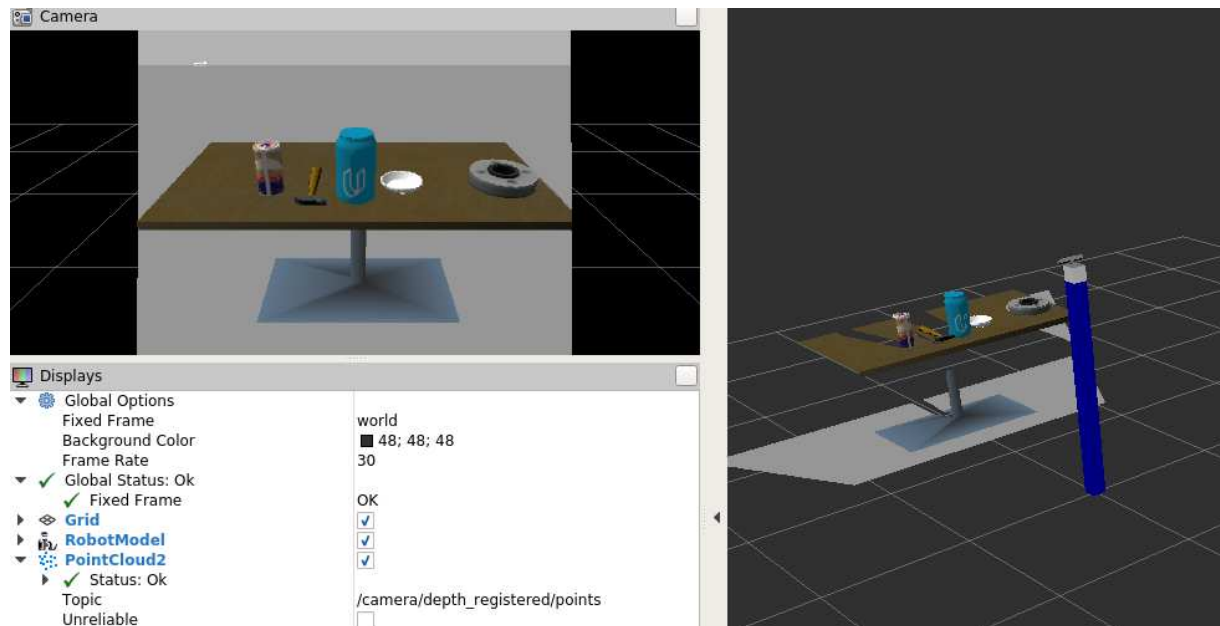 Camera
Displays
Global Options
Fixed Frame world
Background Color 48; 48; 48
Frame Rate 30
Global Status: Ok
Fixed Frame OK
Grid
RobotModel
PointCloud2
Status: Ok
Topic /camera/depth_registered/points
Unreliable